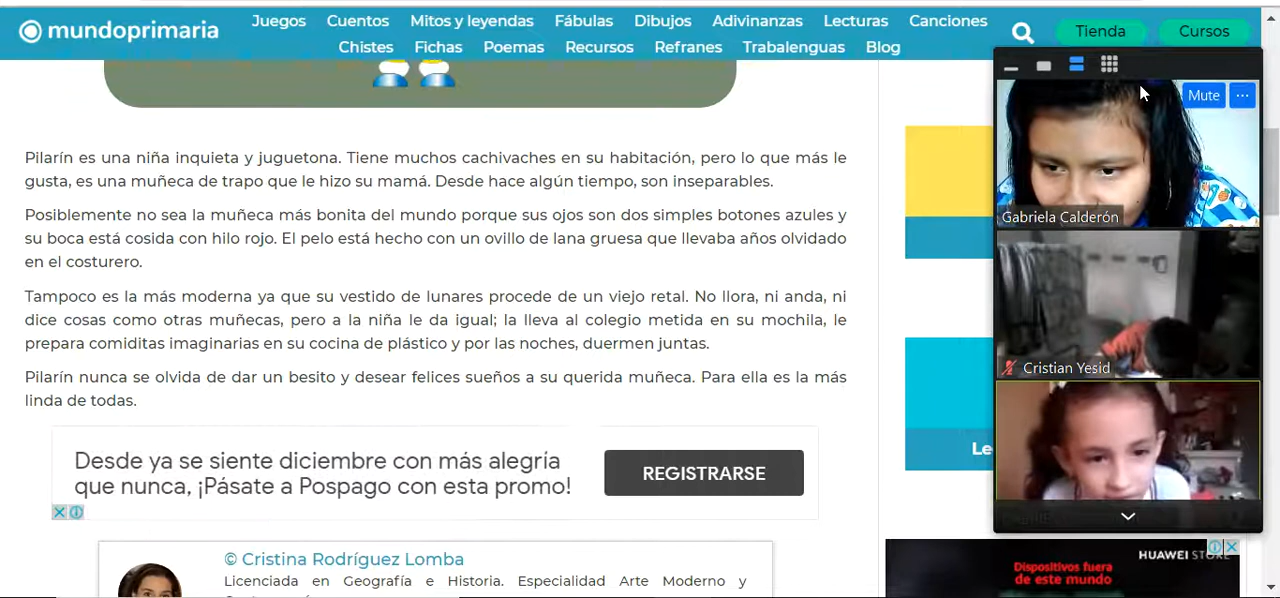 mundoprimaria
Juegos Cuentos Mitos y leyendas Fábulas Dibujos Adivinanzas Lecturas Canciones
Chistes Fichas Poemas Recursos Refranes Trabalenguas Blog
Tienda Cursos
Pilarín es una niña inquieta y juguetona. Tiene muchos cachivaches en su habitación, pero lo que más le
gusta, es una muñeca de trapo que le hizo su mamá. Desde hace algún tiempo, son inseparables.
Posiblemente no sea la muñeca más bonita del mundo porque sus ojos son dos simples botones azules y
su boca está cosida con hilo rojo. El pelo está hecho con un ovillo de lana gruesa que llevaba años olvidado
en el costurero.
Tampoco es la más moderna ya que su vestido de lunares procede de un viejo retal. No llora, ni anda, ni
dice cosas como otras muñecas, pero a la niña le da igual; la lleva al colegio metida en su mochila, le
prepara comiditas imaginarias en su cocina de plástico y por las noches, duermen juntas.
Pilarín nunca se olvida de dar un besito y desear felices sueños a su querida muñeca. Para ella es la más
linda de todas.
Desde ya se siente diciembre con más alegría
que nunca, ¡Pásate a Pospago con esta promo!
REGISTRARSE
© Cristina Rodríguez Lomba
Licenciada en Geografía e Historia. Especialidad Arte Moderno y
Mute
Gabriela Calderón
Cristian Yesid
Le
HUAWEI STORE
Dispositivos fuera
de este mundo